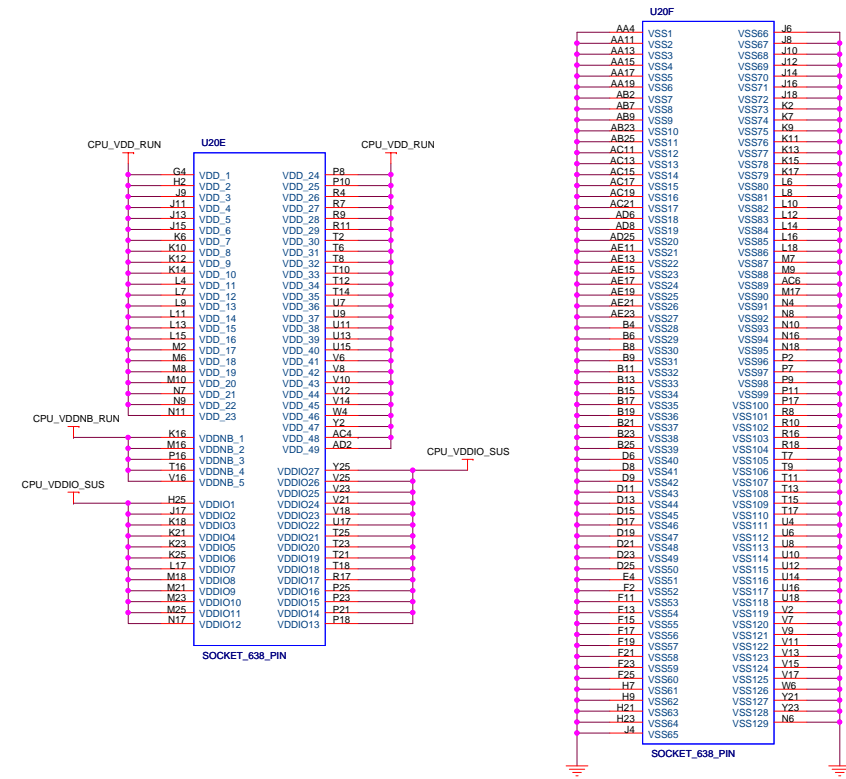 U20E
CPU_VDD_RUN CPU_VDD_RUN
G4 VDD_1 VDD_24 P8
H2 VDD_2 VDD_25 P10
J9 VDD_3 VDD_26 R4
J11 VDD_4 VDD_27 R7
J13 VDD_5 VDD_28 R9
J15 VDD_6 VDD_29 R11
K6 VDD_7 VDD_30 T2
K10 VDD_8 VDD_31 T6
K12 VDD_9 VDD_32 T8
K14 VDD_10 VDD_33 T10
L4 VDD_11 VDD_34 T12
L7 VDD_12 VDD_35 T14
L9 VDD_13 VDD_36 U7
L11 VDD_14 VDD_37 U9
L13 VDD_15 VDD_38 U11
L15 VDD_16 VDD_39 U13
M2 VDD_17 VDD_40 U15
M6 VDD_18 VDD_41 V6
M8 VDD_19 VDD_42 V8
M10 VDD_20 VDD_43 V10
N7 VDD_21 VDD_44 V12
N9 VDD_22 VDD_45 V14
N11 VDD_23 VDD_46 W4
CPU_VDDNB_RUN
VDD_47 Y2
K16 VDDNB_1 VDD_48 AC4
M16 VDDNB_2 VDD_49 AD2
P16 VDDNB_3
CPU_VDDIO_SUS
T16 VDDNB_4 VDDIO27 Y25
V16 VDDNB_5 VDDIO26 V25
CPU_VDDIO_SUS
VDDIO25 V23
H25 VDDIO1 VDDIO24 V21
J17 VDDIO2 VDDIO23 V18
K18 VDDIO3 VDDIO22 U17
K21 VDDIO4 VDDIO21 T25
K23 VDDIO5 VDDIO20 T23
K25 VDDIO6 VDDIO19 T21
L17 VDDIO7 VDDIO18 T18
M18 VDDIO8 VDDIO17 R17
M21 VDDIO9 VDDIO16 P25
M23 VDDIO10 VDDIO15 P23
M25 VDDIO11 VDDIO14 P21
N17 VDDIO12 VDDIO13 P18
SOCKET_638_PIN
U20F
AA4 VSS1 VSS66 J6
AA11 VSS2 VSS67 J8
AA13 VSS3 VSS68 J10
AA15 VSS4 VSS69 J12
AA17 VSS5 VSS70 J14
AA19 VSS6 VSS71 J16
AB2 VSS7 VSS72 J18
AB7 VSS8 VSS73 K2
AB9 VSS9 VSS74 K7
AB23 VSS10 VSS75 K9
AB25 VSS11 VSS76 K11
AC11 VSS12 VSS77 K13
AC13 VSS13 VSS78 K15
AC15 VSS14 VSS79 K17
AC17 VSS15 VSS80 L6
AC19 VSS16 VSS81 L8
AC21 VSS17 VSS82 L10
AD6 VSS18 VSS83 L12
AD8 VSS19 VSS84 L14
AD25 VSS20 VSS85 L16
AE11 VSS21 VSS86 L18
AE13 VSS22 VSS87 M7
AE15 VSS23 VSS88 M9
AE17 VSS24 VSS89 AC6
AE19 VSS25 VSS90 M17
AE21 VSS26 VSS91 N4
AE23 VSS27 VSS92 N8
B4 VSS28 VSS93 N10
B6 VSS29 VSS94 N16
B8 VSS30 VSS95 N18
B9 VSS31 VSS96 P2
B11 VSS32 VSS97 P7
B13 VSS33 VSS98 P9
B15 VSS34 VSS99 P11
B17 VSS35 VSS100 P17
B19 VSS36 VSS101 R8
B21 VSS37 VSS102 R10
B23 VSS38 VSS103 R16
B25 VSS39 VSS104 R18
D6 VSS40 VSS105 T7
D8 VSS41 VSS106 T9
D9 VSS42 VSS107 T11
D11 VSS43 VSS108 T13
D13 VSS44 VSS109 T15
D15 VSS45 VSS110 T17
D17 VSS46 VSS111 U4
D19 VSS47 VSS112 U6
D21 VSS48 VSS113 U8
D23 VSS49 VSS114 U10
D25 VSS50 VSS115 U12
E4 VSS51 VSS116 U14
F2 VSS52 VSS117 U16
F11 VSS53 VSS118 U18
F13 VSS54 VSS119 V2
F15 VSS55 VSS120 V7
F17 VSS56 VSS121 V9
F19 VSS57 VSS122 V11
F21 VSS58 VSS123 V13
F23 VSS59 VSS124 V15
F25 VSS60 VSS125 V17
H7 VSS61 VSS126 W6
H9 VSS62 VSS127 Y21
H21 VSS63 VSS128 Y23
H23 VSS64 VSS129 N6
J4 VSS65
SOCKET_638_PIN